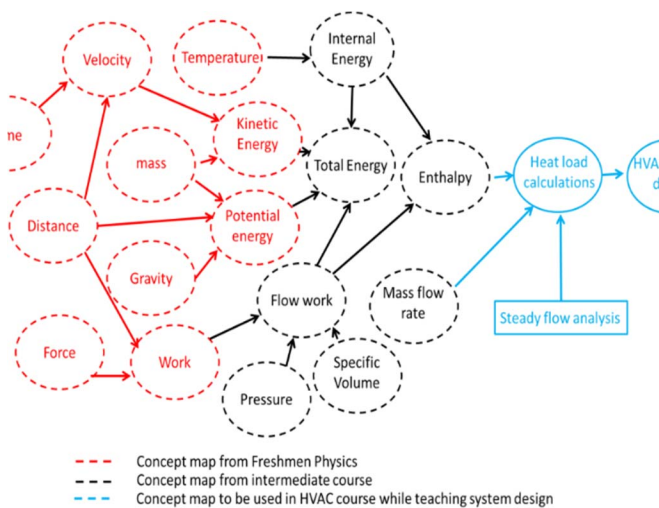 Velocity
Temperature
Internal
Energy
me
mass
Kinetic
Energy
Total Energy
Enthalpy
Heat load
calculations
HVAC
d
Distance
Potential
energy
Gravity
Flow work
Mass flow
rate
Steady flow analysis
Force
Work
Pressure
Specific
Volume
Concept map from Freshmen Physics
Concept map from intermediate course
Concept map to be used in HVAC course while teaching system design